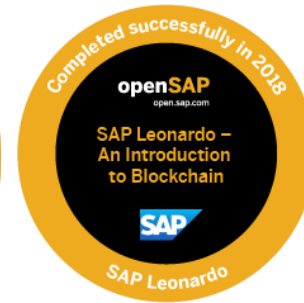 Completed successfully in 2018
openSAP
open.sap.com
SAP Leonardo –
An Introduction
to Blockchain
SAP
SAP Leonardo